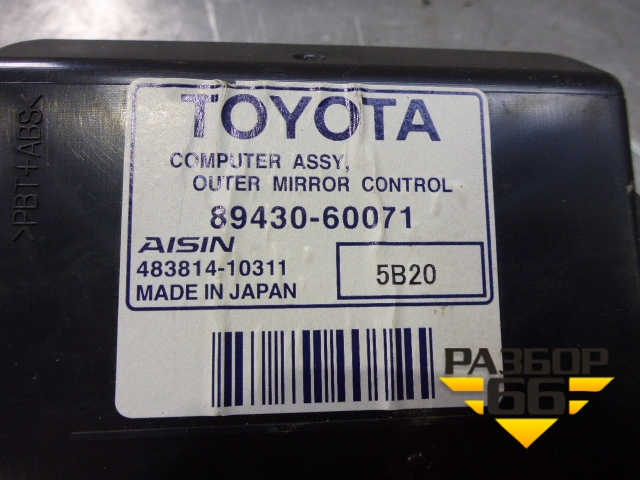 >PBT+ABS<
TOYOTA
COMPUTER ASSY,
OUTER MIRROR CONTROL
89430-60071
AISIN
483814-10311
5B20
MADE IN JAPAN
РАЗБОР
66